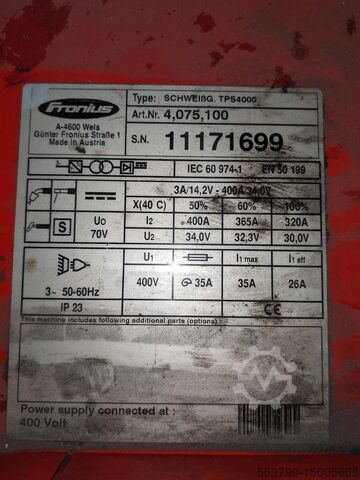 Fronius
A-4600 Wels
Günter Fronius Straße 1
Made in Austria
Type: SCHWEIßG. TPS4000
Art.Nr. 4,075,100
S.N. 11171699
IEC 60 974-1 EN 50 199
3A/14,2V - 400A/34,0V
X(40 C) 50% 60% 100%
S Uo 70V I2 400A 365A 320A
U2 34,0V 32,3V 30,0V
U1 I1 max I1 eff
3~ 50-60Hz 400V 35A 35A 26A
IP 23 CE
This machine includes following additional parts (options) :
Power supply connected at :
400 Volt
553780-15005668